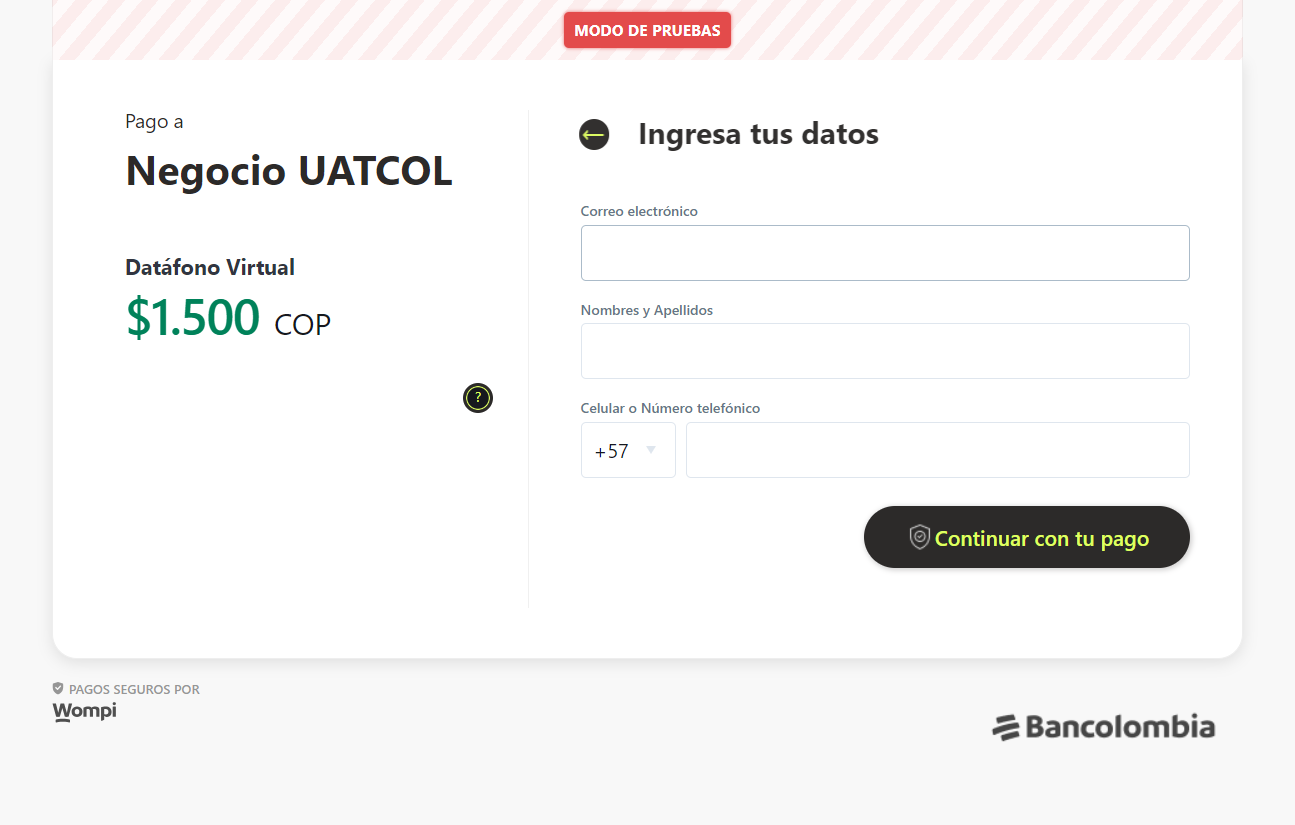 MODO DE PRUEBAS
Pago a
Negocio UATCOL
Datáfono Virtual
$1.500 COP
?
Ingresa tus datos
Correo electrónico
Nombres y Apellidos
Celular o Número telefónico
+57
Continuar con tu pago
PAGOS SEGUROS POR
Wompi
Bancolombia